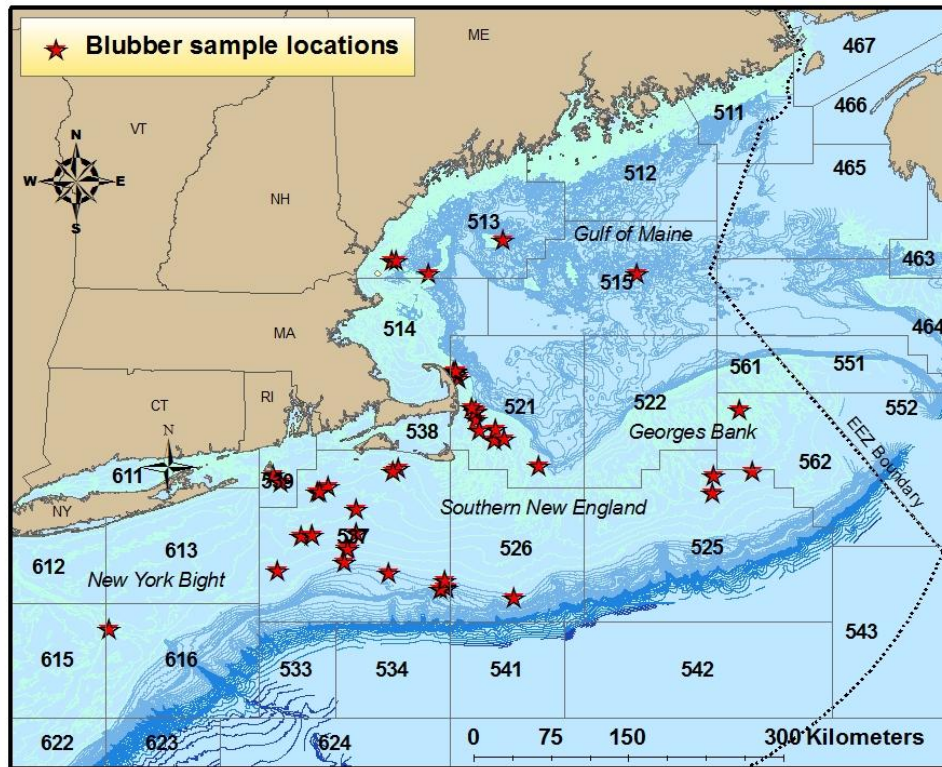 Blubber sample locations
ME
467
466
511
VT
N
W E
S
512
465
NH
513
Gulf of Maine
463
515
464
514
MA
561
551
CT
RI
521
522
552
538
Georges Bank
N
EEZ Boundary
611
539
562
NY
Southern New England
613
537
526
525
612
New York Bight
543
615
616
533
534
541
542
622
623
624
0 75 150 300 Kilometers